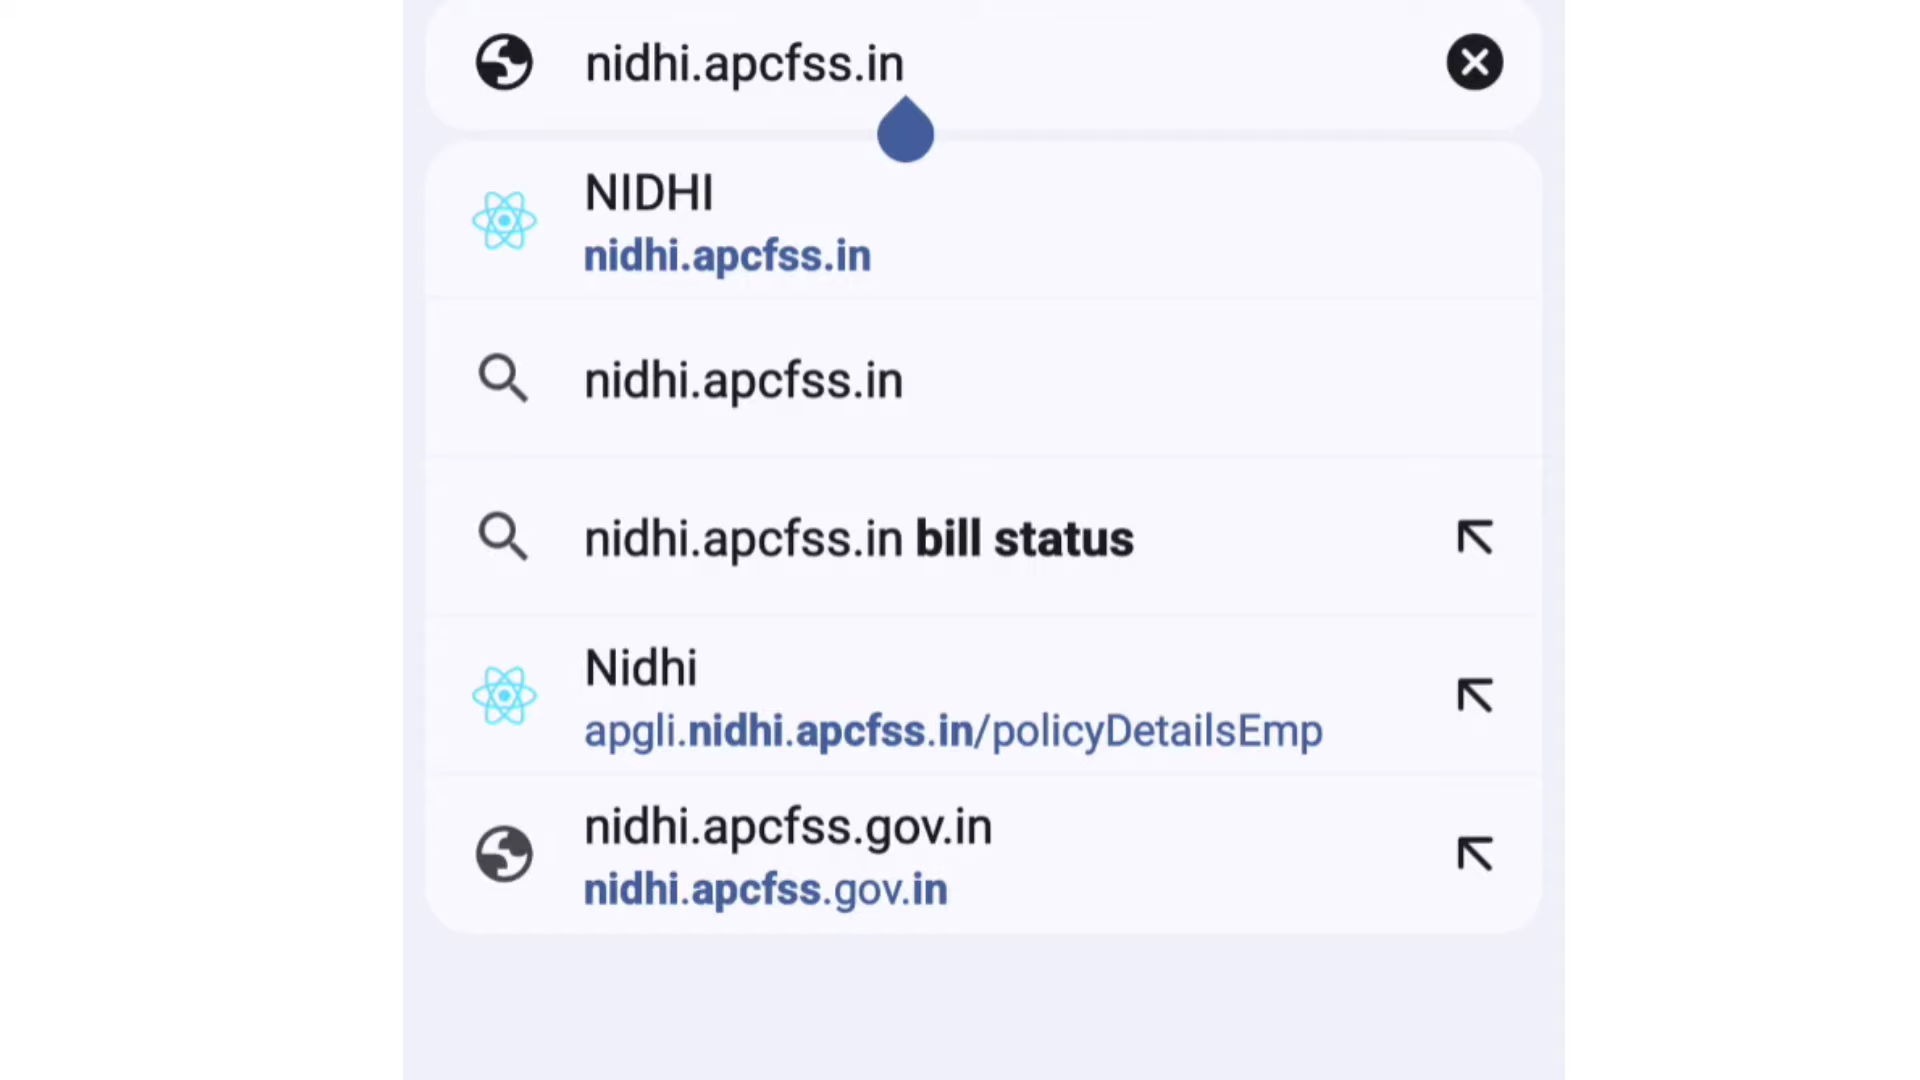 nidhi.apcfss.in
NIDHI
nidhi.apcfss.in
nidhi.apcfss.in
nidhi.apcfss.in bill status
Nidhi
apgli.nidhi.apcfss.in/policyDetailsEmp
nidhi.apcfss.gov.in
nidhi.apcfss.gov.in